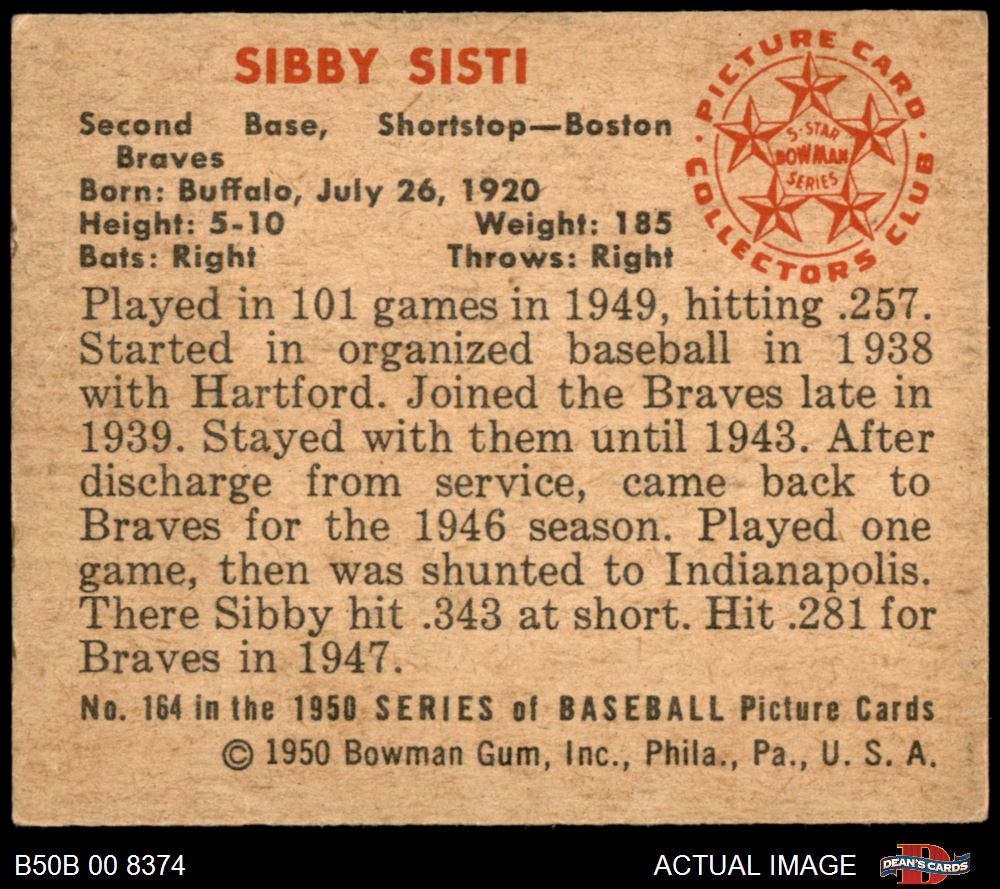 SIBBY SISTI
Second Base, Shortstop—Boston
Braves
Born: Buffalo, July 26, 1920
Height: 5-10 Weight: 185
Bats: Right Throws: Right
PICTURE CARD COLLECTORS CLUB
5-STAR
BOWMAN
SERIES
Played in 101 games in 1949, hitting .257.
Started in organized baseball in 1938
with Hartford. Joined the Braves late in
1939. Stayed with them until 1943. After
discharge from service, came back to
Braves for the 1946 season. Played one
game, then was shunted to Indianapolis.
There Sibby hit .343 at short. Hit .281 for
Braves in 1947.
No. 164 in the 1950 SERIES of BASEBALL Picture Cards
© 1950 Bowman Gum, Inc., Phila., Pa., U. S. A.
B50B 00 8374 ACTUAL IMAGE
DEAN'S CARDS